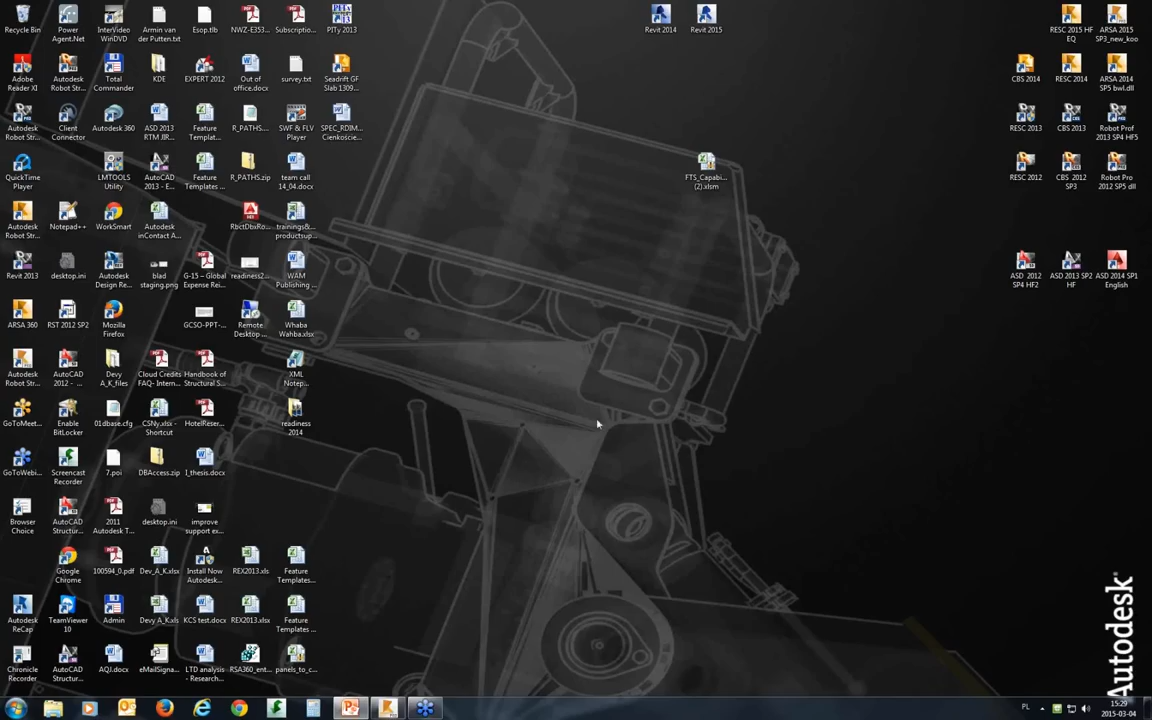 Recycle Bin
Power
Agent.Net
InterVideo
WinDVD
Armin van
der Putten.txt
Esop.tlb
NWZ-E353...
Subscriptio...
PITy 2013
Revit 2014
Revit 2015
RESC 2015 HF
EQ
ARSA 2015
SP3_new_koo
Adobe
Reader XI
Autodesk
Robot Str...
Total
Commander
KDE
EXPERT 2012
Out of
office.docx
survey.txt
Seadrift GF
Slab 1309...
CBS 2014
RESC 2014
ARSA 2014
SP5 bwl.dll
Autodesk
Robot Str...
Client
Connector
Autodesk 360
ASD 2013
RTM JIR...
Feature
Templat...
R_PATHS....
SWF & FLV
Player
SPEC_RDIM...
Cienkoscie...
RESC 2013
CBS 2013
Robot Prof
2013 SP4 HF5
QuickTime
Player
LMTOOLS
Utility
AutoCAD
2013 - E...
Feature
Templates ...
R_PATHS.zip
team call
14_04.docx
FTS_Capabi...
(2).xlsm
RESC 2012
CBS 2012
SP3
Robot Pro
2012 SP5 dll
Autodesk
Robot Str...
Notepad++
WorkSmart
Autodesk
inContact A...
RbctDbxRo...
trainings&...
productsup...
Revit 2013
desktop.ini
Autodesk
Design Re...
blad
staging.png
G-15 – Global
Expense Rei...
readiness2...
WAM
Publishing ...
ASD 2012
SP4 HF2
ASD 2013 SP2
HF
ASD 2014 SP1
English
ARSA 360
RST 2012 SP2
Mozilla
Firefox
GCSO-PPT-...
Remote
Desktop ...
Whaba
Wahba.xlsx
Autodesk
Robot Str...
AutoCAD
2012 - ...
Devy
A_K_files
Cloud Credits
FAQ- Intern...
Handbook of
Structural S...
XML
Notep...
GoToMeet...
Enable
BitLocker
01dbase.cfg
CSNy.xlsx -
Shortcut
HotelReser...
readiness
2014
GoToWebi...
Screencast
Recorder
7.poi
DBAccess.zip
I_thesis.docx
Browser
Choice
AutoCAD
Structur...
2011
Autodesk T...
desktop.ini
improve
support ex...
Google
Chrome
100594_0.pdf
Dev_A_K.xlsx
Install Now
Autodesk...
REX2013.xls
Feature
Templates...
Autodesk
ReCap
TeamViewer
10
Admin
Devy A_K.xls
KCS test.docx
REX2013.xlsx
Feature
Templates ...
Chronicle
Recorder
AutoCAD
Structur...
AQJ.docx
eMailSigna...
LTD analysis
- Research...
RSA360_ent...
panels_to_c...
Autodesk
PL
15:29
2015-03-04